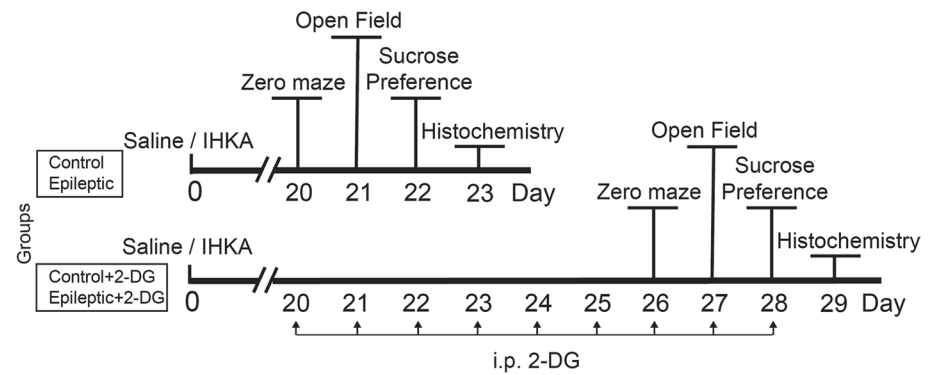 Open Field
Sucrose
Zero maze Preference
Saline / IHKA Histochemistry
Control
Epileptic
0 20 21 22 23 Day
Groups
Open Field
Sucrose
Zero maze Preference
Saline / IHKA Histochemistry
Control+2-DG
Epileptic+2-DG
0 20 21 22 23 24 25 26 27 28 29 Day
i.p. 2-DG